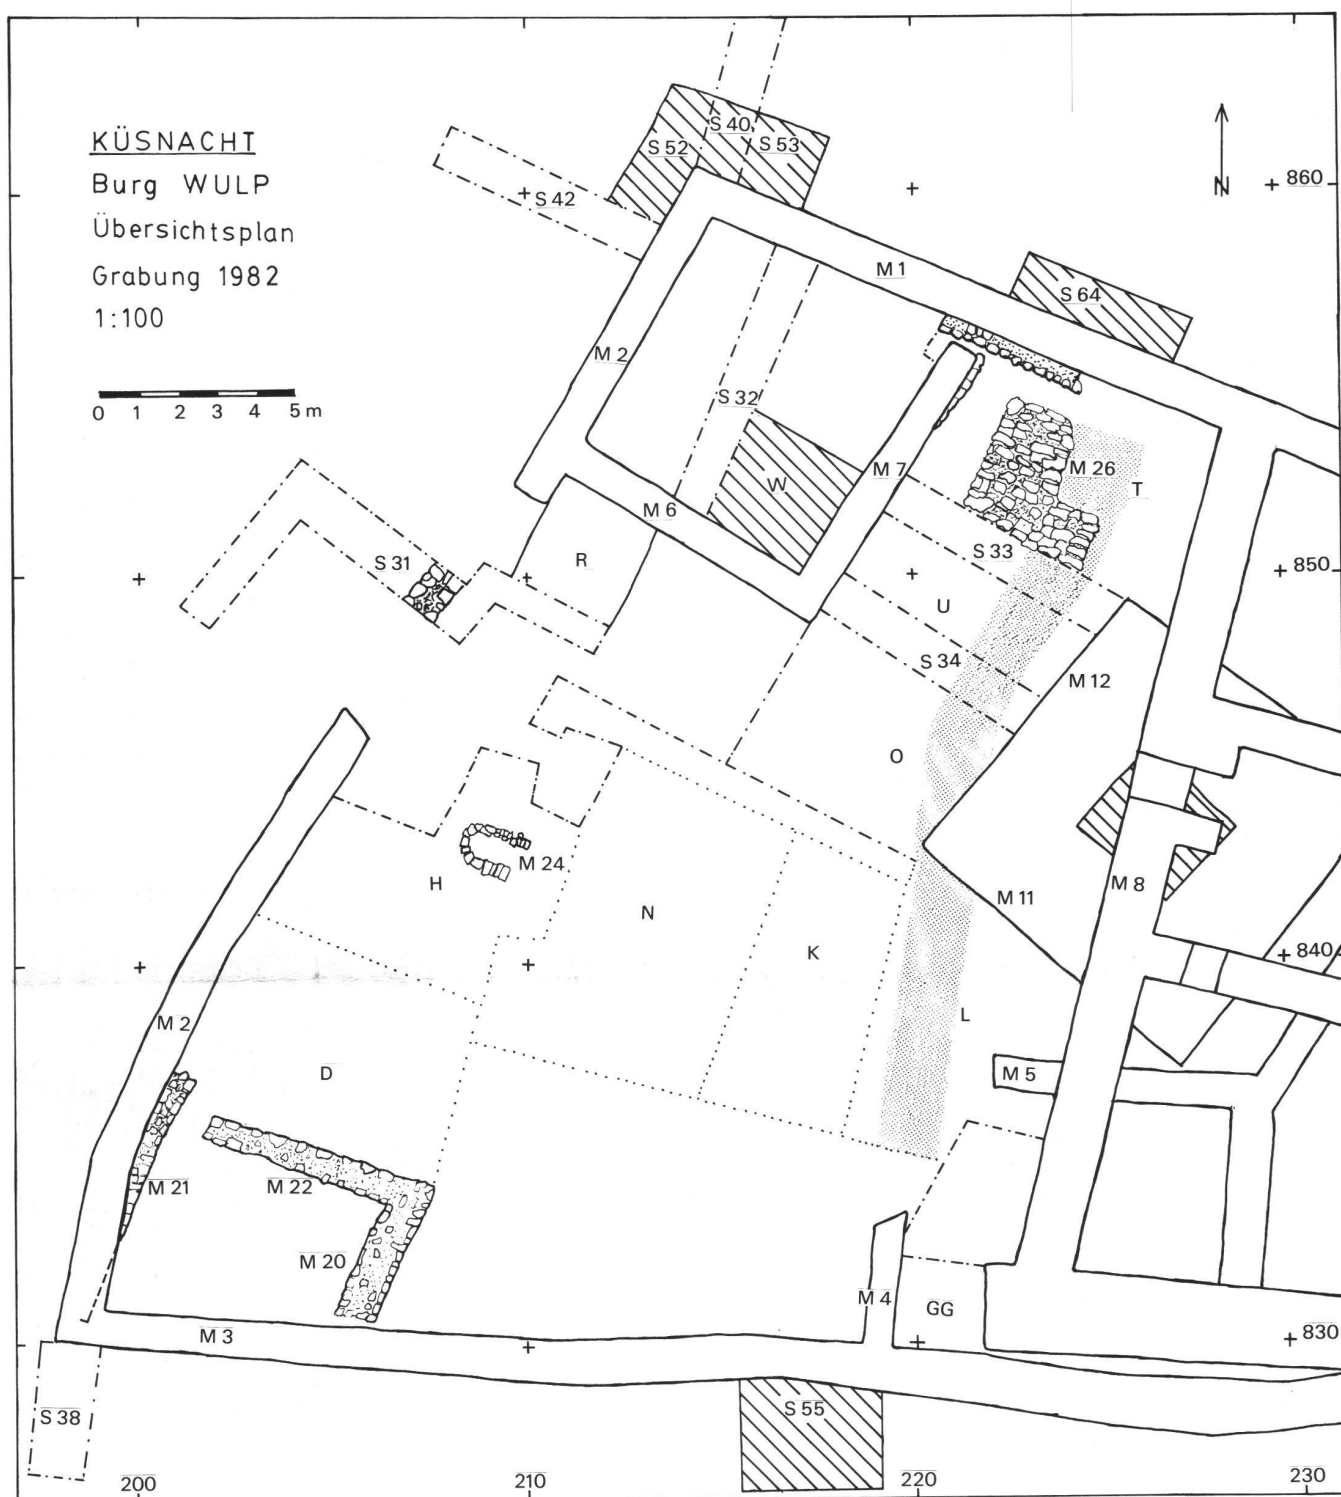 KÜSNACHT
Burg WULP
Übersichtsplan
Grabung 1982
1:100
0 1 2 3 4 5 m
N
S 40
S 52
S 53
S 42
860
M 1
S 64
M 2
S 32
M 7
M 26
W
T
M 6
S 33
S 31
R
850
U
S 34
M 12
O
M 24
H
M 11
M 8
N
K
840
L
M 2
D
M 5
M 21
M 22
M 20
M 4
GG
M 3
830
S 38
S 55
200
210
220
230